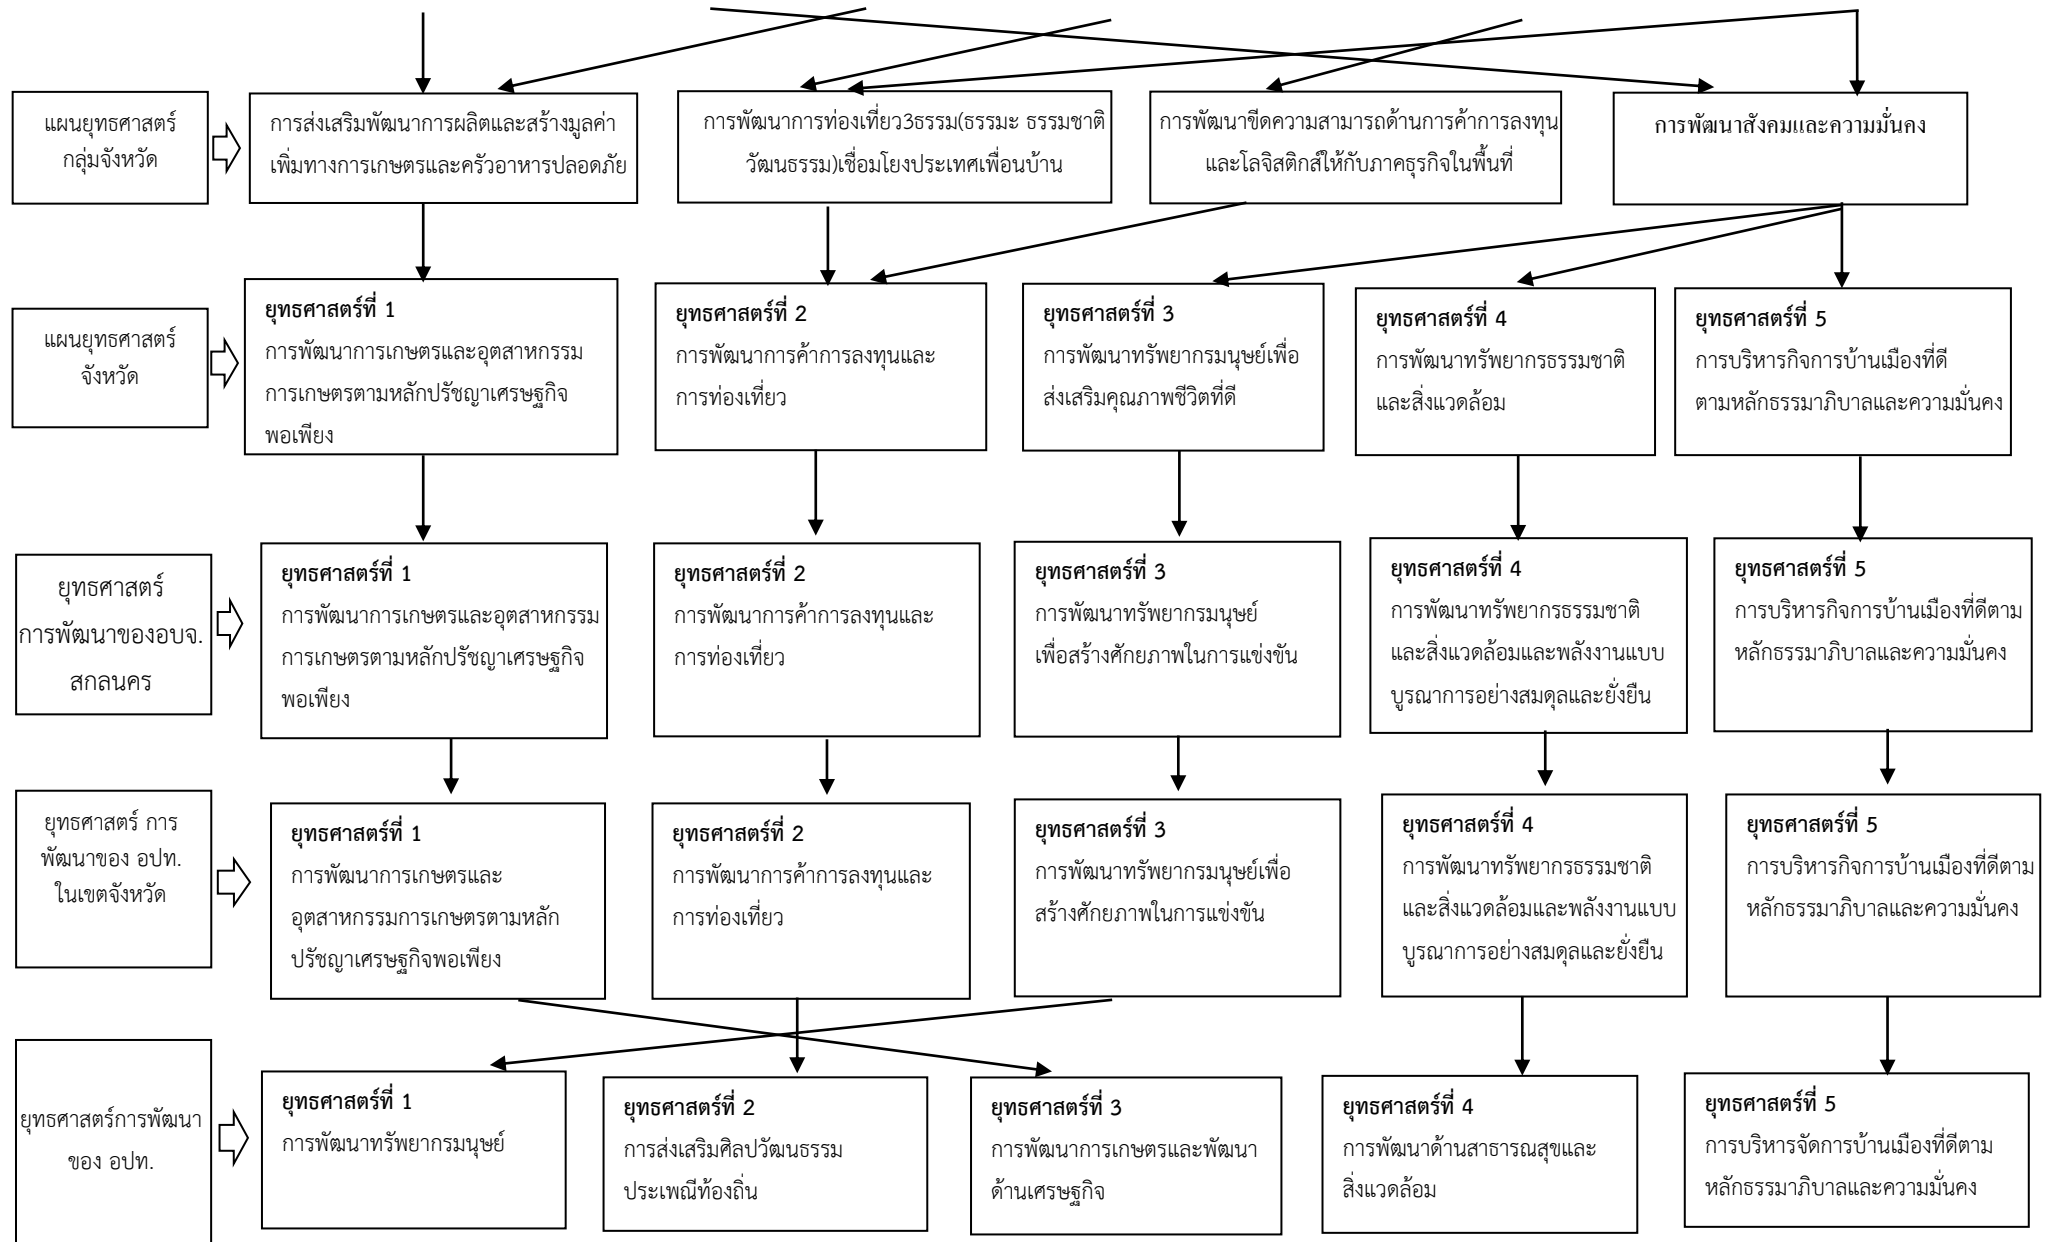 แผนยุทธศาสตร์
กลุ่มจังหวัด
การส่งเสริมพัฒนาการผลิตและสร้างมูลค่า
เพิ่มทางการเกษตรและครัวอาหารปลอดภัย
การพัฒนาการท่องเที่ยว3ธรรม(ธรรมะ ธรรมชาติ
วัฒนธรรม)เชื่อมโยงประเทศเพื่อนบ้าน
การพัฒนาขีดความสามารถด้านการค้าการลงทุน
และโลจิสติกส์ให้กับภาคธุรกิจในพื้นที่
การพัฒนาสังคมและความมั่นคง
แผนยุทธศาสตร์
จังหวัด
ยุทธศาสตร์ที่ 1
การพัฒนาการเกษตรและอุตสาหกรรม
การเกษตรตามหลักปรัชญาเศรษฐกิจ
พอเพียง
ยุทธศาสตร์ที่ 2
การพัฒนาการค้าการลงทุนและ
การท่องเที่ยว
ยุทธศาสตร์ที่ 3
การพัฒนาทรัพยากรมนุษย์เพื่อ
ส่งเสริมคุณภาพชีวิตที่ดี
ยุทธศาสตร์ที่ 4
การพัฒนาทรัพยากรธรรมชาติ
และสิ่งแวดล้อม
ยุทธศาสตร์ที่ 5
การบริหารกิจการบ้านเมืองที่ดี
ตามหลักธรรมาภิบาลและความมั่นคง
ยุทธศาสตร์
การพัฒนาของอบจ.
สกลนคร
ยุทธศาสตร์ที่ 1
การพัฒนาการเกษตรและอุตสาหกรรม
การเกษตรตามหลักปรัชญาเศรษฐกิจ
พอเพียง
ยุทธศาสตร์ที่ 2
การพัฒนาการค้าการลงทุนและ
การท่องเที่ยว
ยุทธศาสตร์ที่ 3
การพัฒนาทรัพยากรมนุษย์
เพื่อสร้างศักยภาพในการแข่งขัน
ยุทธศาสตร์ที่ 4
การพัฒนาทรัพยากรธรรมชาติ
และสิ่งแวดล้อมและพลังงานแบบ
บูรณาการอย่างสมดุลและยั่งยืน
ยุทธศาสตร์ที่ 5
การบริหารกิจการบ้านเมืองที่ดีตาม
หลักธรรมาภิบาลและความมั่นคง
ยุทธศาสตร์ การ
พัฒนาของ อปท.
ในเขตจังหวัด
ยุทธศาสตร์ที่ 1
การพัฒนาการเกษตรและ
อุตสาหกรรมการเกษตรตามหลัก
ปรัชญาเศรษฐกิจพอเพียง
ยุทธศาสตร์ที่ 2
การพัฒนาการค้าการลงทุนและ
การท่องเที่ยว
ยุทธศาสตร์ที่ 3
การพัฒนาทรัพยากรมนุษย์เพื่อ
สร้างศักยภาพในการแข่งขัน
ยุทธศาสตร์ที่ 4
การพัฒนาทรัพยากรธรรมชาติ
และสิ่งแวดล้อมและพลังงานแบบ
บูรณาการอย่างสมดุลและยั่งยืน
ยุทธศาสตร์ที่ 5
การบริหารกิจการบ้านเมืองที่ดีตาม
หลักธรรมาภิบาลและความมั่นคง
ยุทธศาสตร์การพัฒนา
ของ อปท.
ยุทธศาสตร์ที่ 1
การพัฒนาทรัพยากรมนุษย์
ยุทธศาสตร์ที่ 2
การส่งเสริมศิลปวัฒนธรรม
ประเพณีท้องถิ่น
ยุทธศาสตร์ที่ 3
การพัฒนาการเกษตรและพัฒนา
ด้านเศรษฐกิจ
ยุทธศาสตร์ที่ 4
การพัฒนาด้านสาธารณสุขและ
สิ่งแวดล้อม
ยุทธศาสตร์ที่ 5
การบริหารจัดการบ้านเมืองที่ดีตาม
หลักธรรมาภิบาลและความมั่นคง